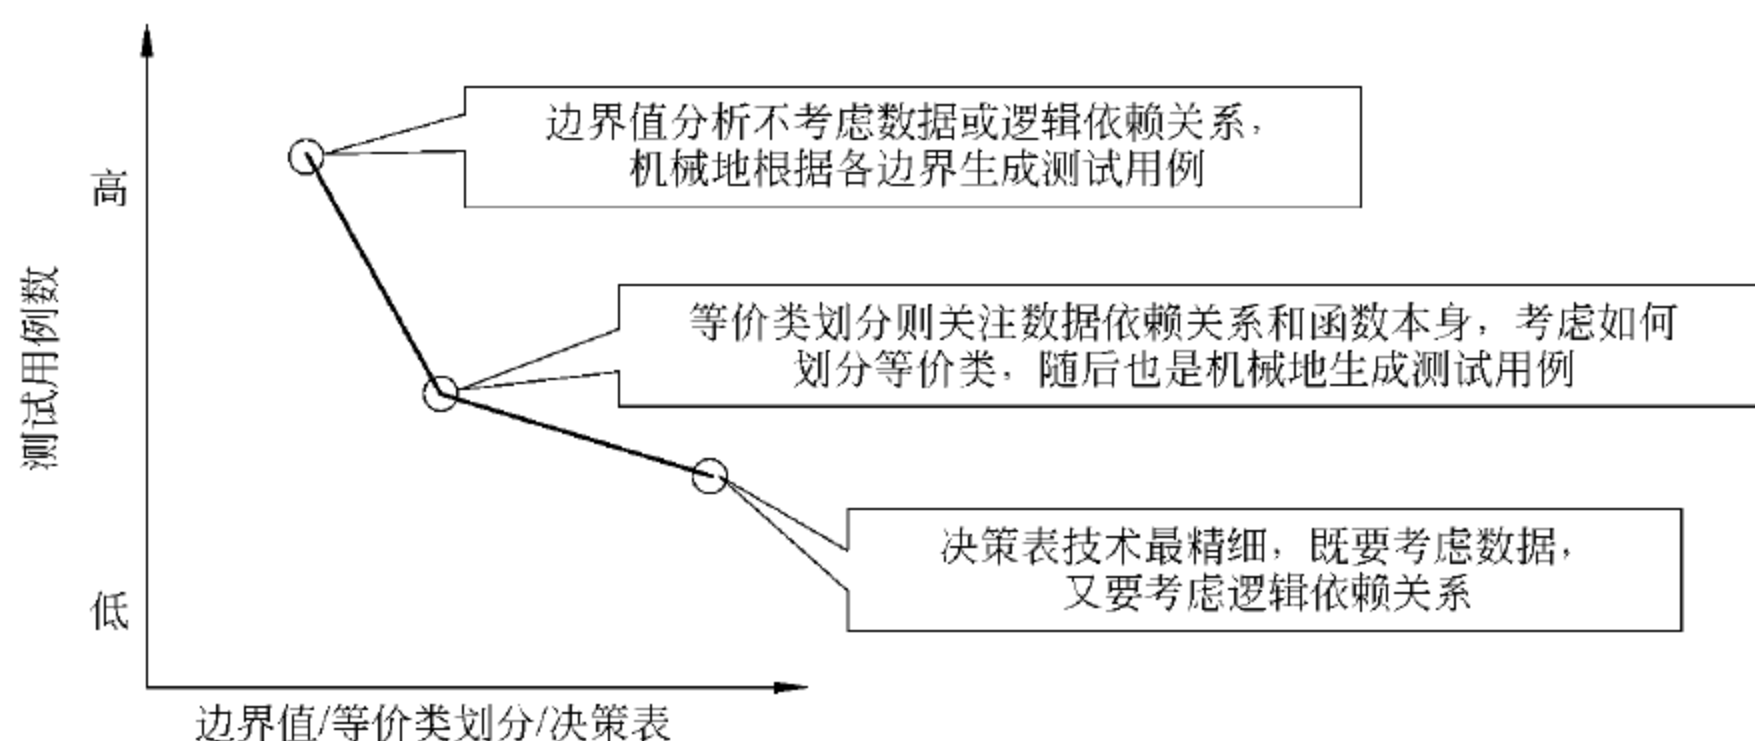 边界值分析不考虑数据或逻辑依赖关系，
机械地根据各边界生成测试用例
高
等价类划分则关注数据依赖关系和函数本身，考虑如何
划分等价类，随后也是机械地生成测试用例
测试用例数
决策表技术最精细，既要考虑数据，
又要考虑逻辑依赖关系
低
边界值/等价类划分/决策表